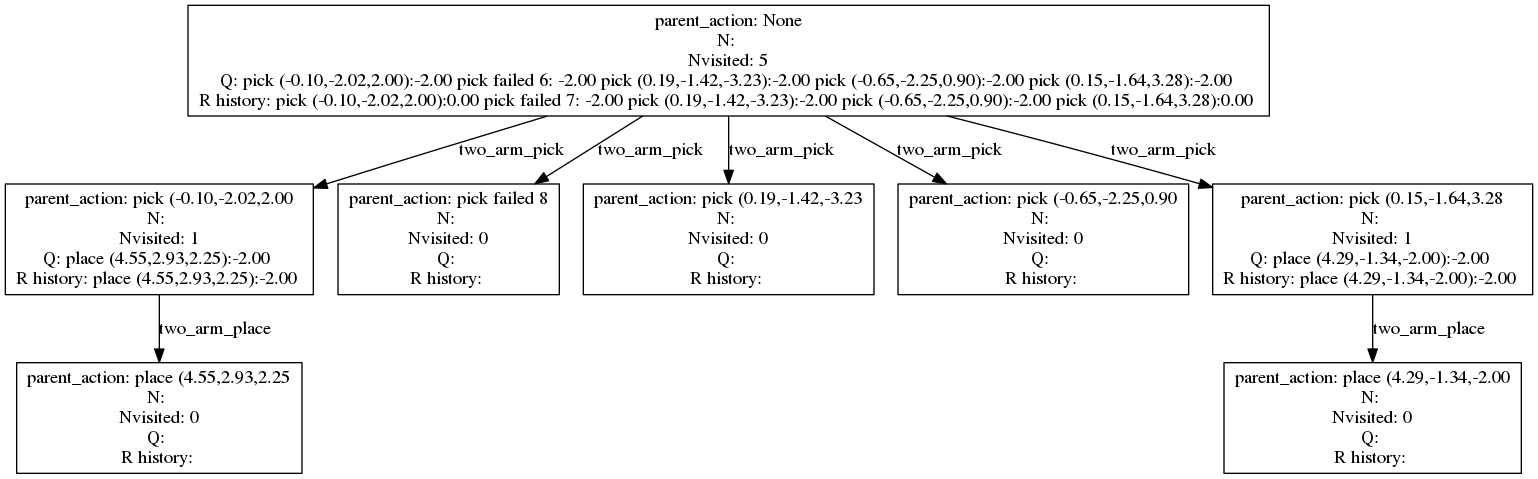 parent_action: None
N:
Nvisited: 5
Q: pick (-0.10,-2.02,2.00):-2.00 pick failed 6: -2.00 pick (0.19,-1.42,-3.23):-2.00 pick (-0.65,-2.25,0.90):-2.00 pick (0.15,-1.64,3.28):-2.00
R history: pick (-0.10,-2.02,2.00):0.00 pick failed 7: -2.00 pick (0.19,-1.42,-3.23):-2.00 pick (-0.65,-2.25,0.90):-2.00 pick (0.15,-1.64,3.28):0.00
two_arm_pick
two_arm_pick
two_arm_pick
two_arm_pick
two_arm_pick
parent_action: pick (-0.10,-2.02,2.00
N:
Nvisited: 1
Q: place (4.55,2.93,2.25):-2.00
R history: place (4.55,2.93,2.25):-2.00
parent_action: pick failed 8
N:
Nvisited: 0
Q:
R history:
parent_action: pick (0.19,-1.42,-3.23
N:
Nvisited: 0
Q:
R history:
parent_action: pick (-0.65,-2.25,0.90
N:
Nvisited: 0
Q:
R history:
parent_action: pick (0.15,-1.64,3.28
N:
Nvisited: 1
Q: place (4.29,-1.34,-2.00):-2.00
R history: place (4.29,-1.34,-2.00):-2.00
two_arm_place
two_arm_place
parent_action: place (4.55,2.93,2.25
N:
Nvisited: 0
Q:
R history:
parent_action: place (4.29,-1.34,-2.00
N:
Nvisited: 0
Q:
R history: